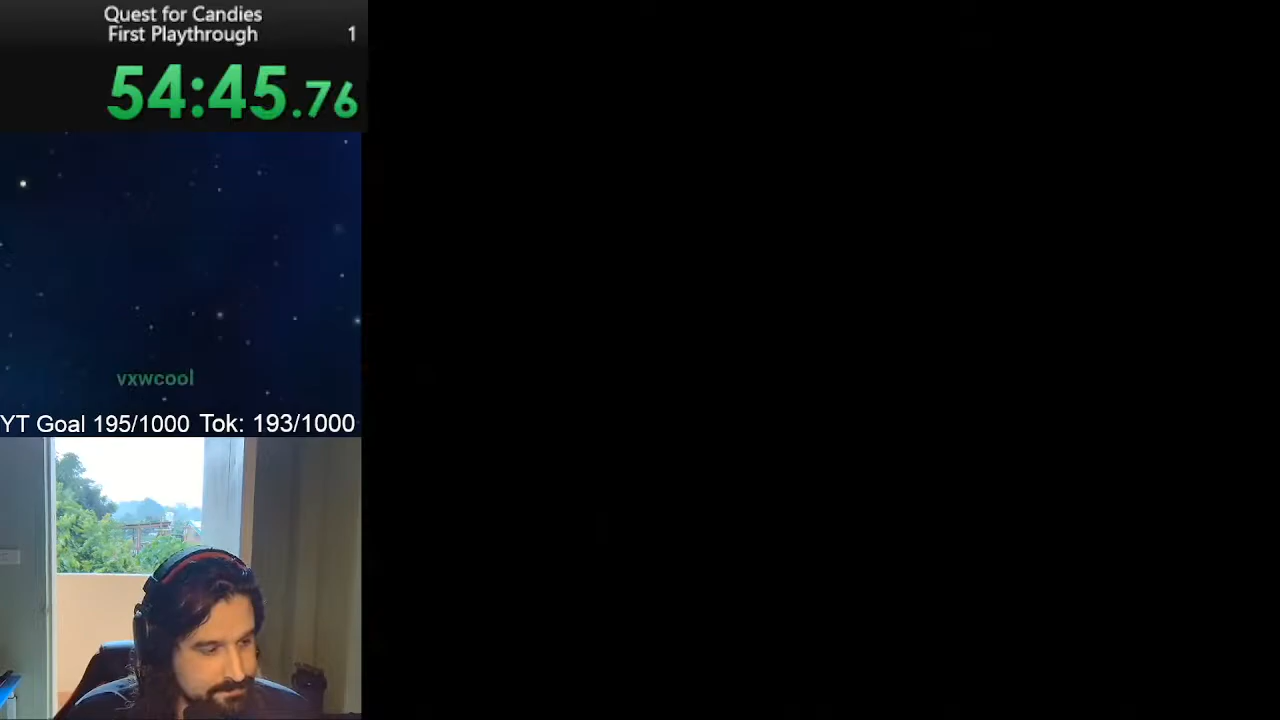 Quest for Candies
First Playthrough 1
54:45.76
vxwcool
YT Goal 195/1000 Tok: 193/1000